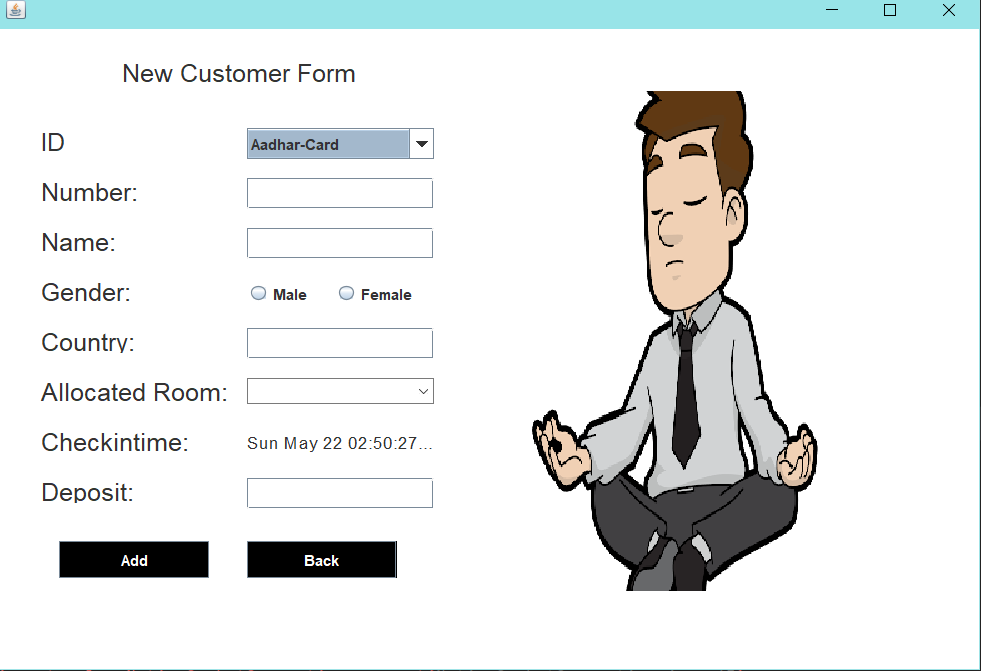 New Customer Form
ID Aadhar-Card
Number:
Name:
Gender: Male Female
Country:
Allocated Room:
Checkintime: Sun May 22 02:50:27...
Deposit:
Add Back